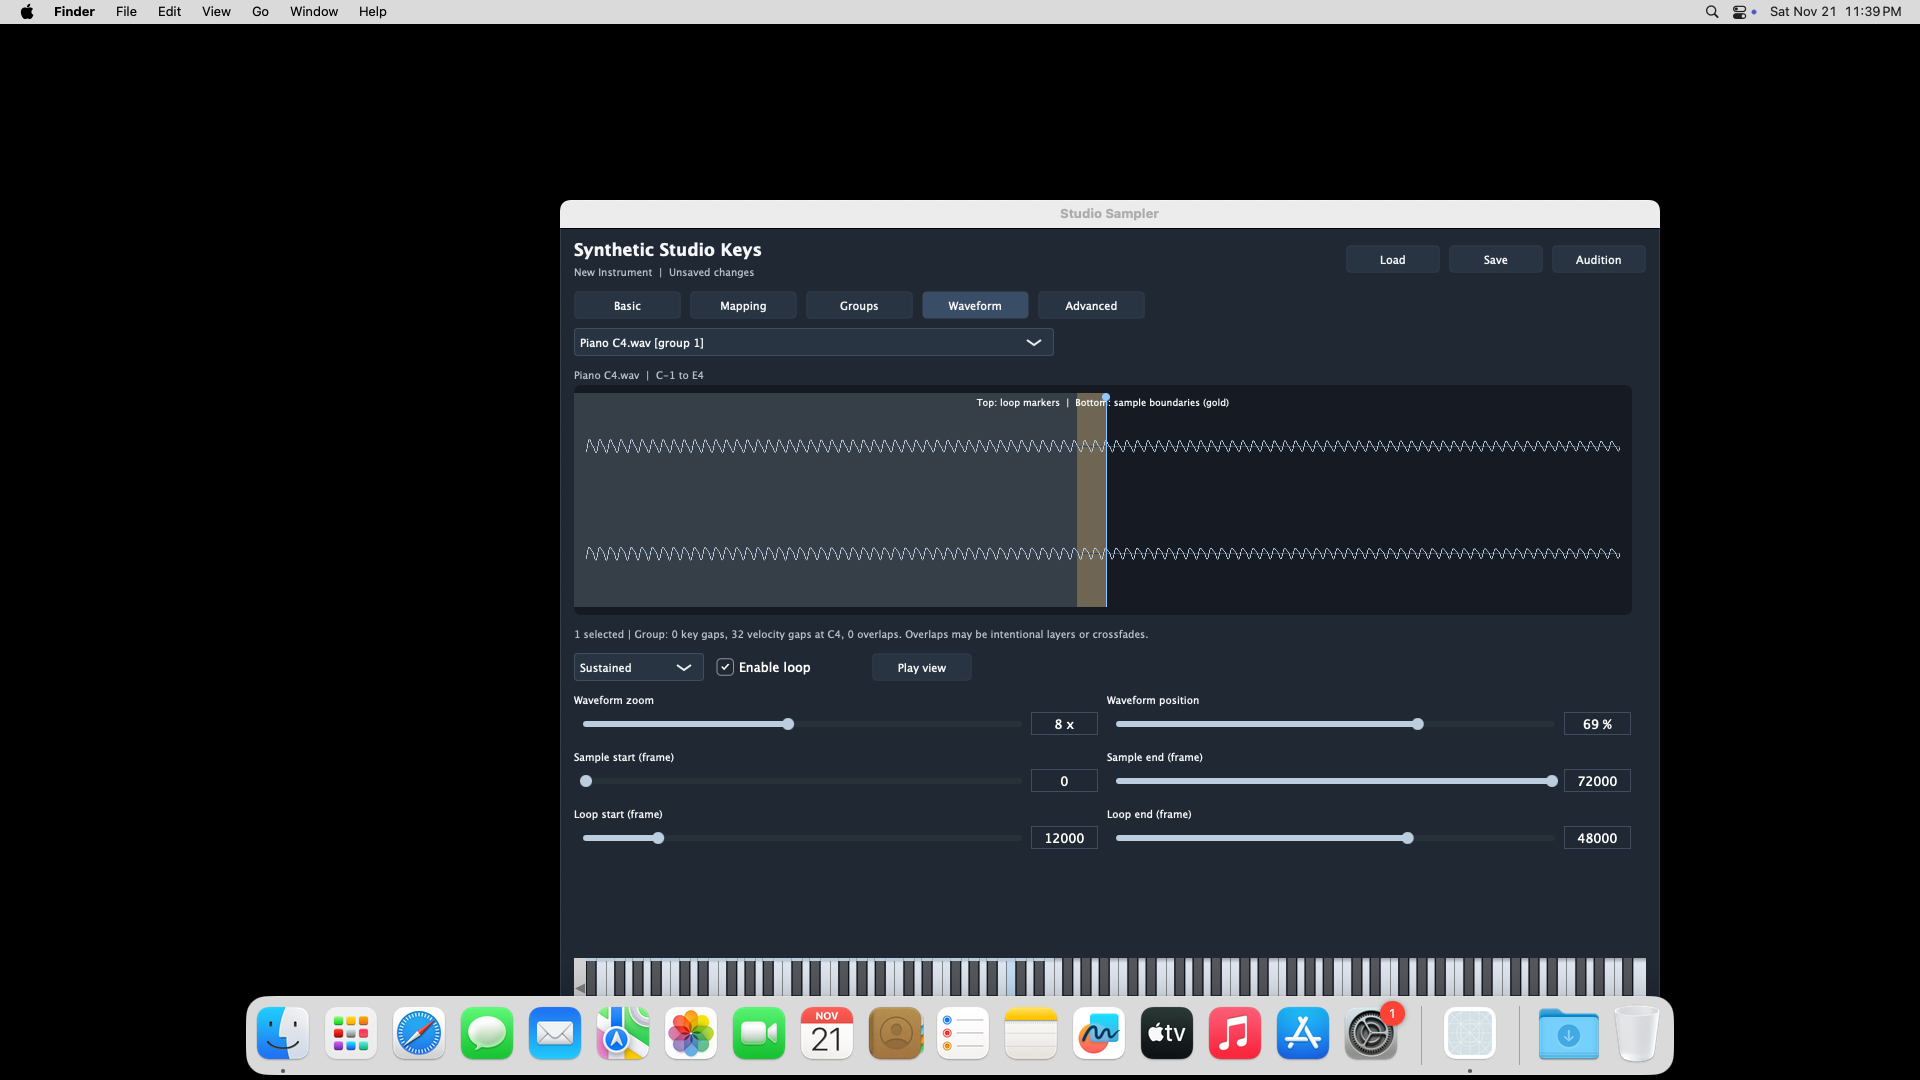 Finder File Edit View Go Window Help Sat Nov 21 11:39 PM
Studio Sampler
Synthetic Studio Keys
New Instrument | Unsaved changes
Load Save Audition
Basic Mapping Groups Waveform Advanced
Piano C4.wav [group 1]
Piano C4.wav | C-1 to E4
Top: loop markers | Bottom: sample boundaries (gold)
1 selected | Group: 0 key gaps, 32 velocity gaps at C4, 0 overlaps. Overlaps may be intentional layers or crossfades.
Sustained Enable loop Play view
Waveform zoom Waveform position
8 x 69 %
Sample start (frame) Sample end (frame)
0 72000
Loop start (frame) Loop end (frame)
12000 48000
NOV
21
tv
1